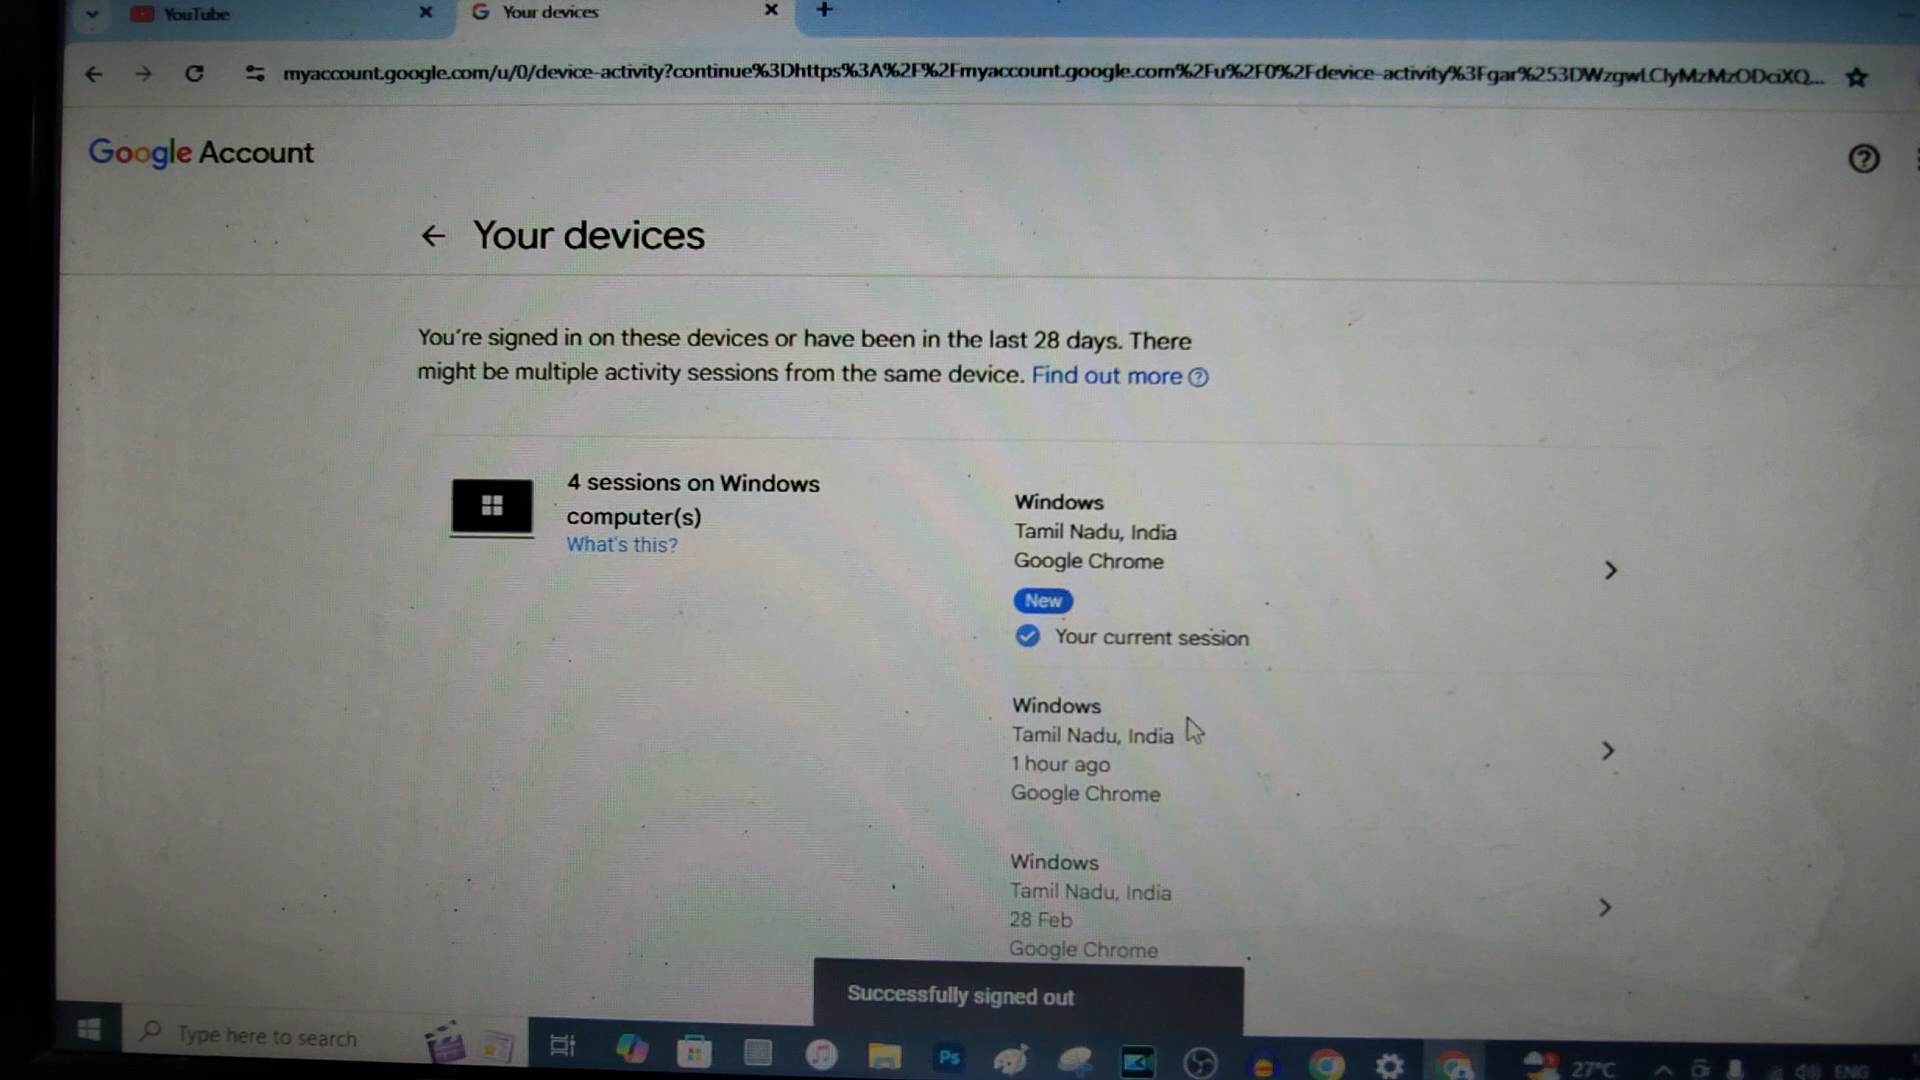 YouTube
Your devices
myaccount.google.com/u/0/device-activity?continue%3Dhttps%3A%2F%2Fmyaccount.google.com%2Fu%2F0%2Fdevice-activity%3Fgar%253DWzgwLClyMzMzODciXQ...
Google Account
Your devices
You're signed in on these devices or have been in the last 28 days. There
might be multiple activity sessions from the same device. Find out more
4 sessions on Windows
computer(s)
What's this?
Windows
Tamil Nadu, India
Google Chrome
New
Your current session
Windows
Tamil Nadu, India
1 hour ago
Google Chrome
Windows
Tamil Nadu, India
28 Feb
Google Chrome
Successfully signed out
Type here to search
Ps
27°C
ENG